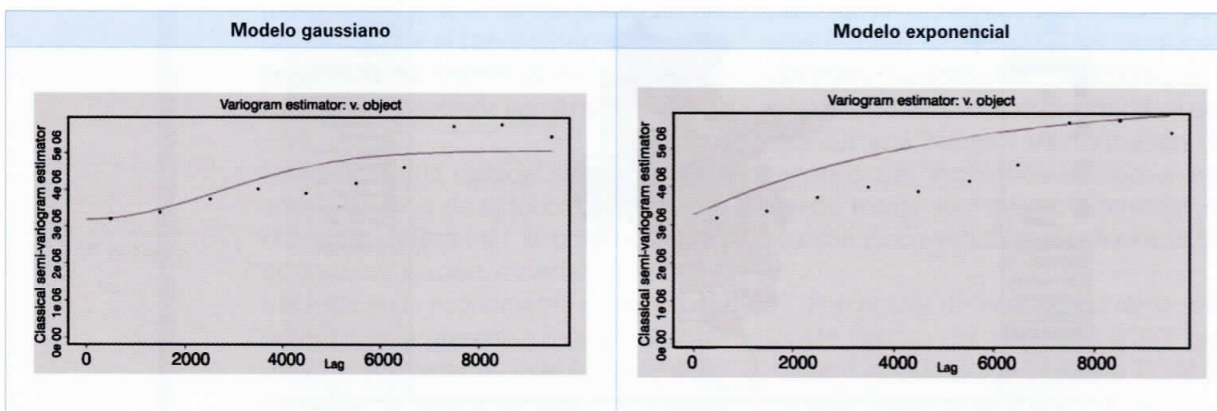 Modelo gaussiano
Modelo exponencial
Variogram estimator: v. object
Classical semi-variogram estimator
5e 06
4e 06
3e 06
2e 06
1e 06
0e 00
0 2000 4000 6000 8000
Lag
Variogram estimator: v. object
Classical semi-variogram estimator
5e 06
4e 06
3e 06
2e 06
1e 06
0e 00
0 2000 4000 6000 8000
Lag